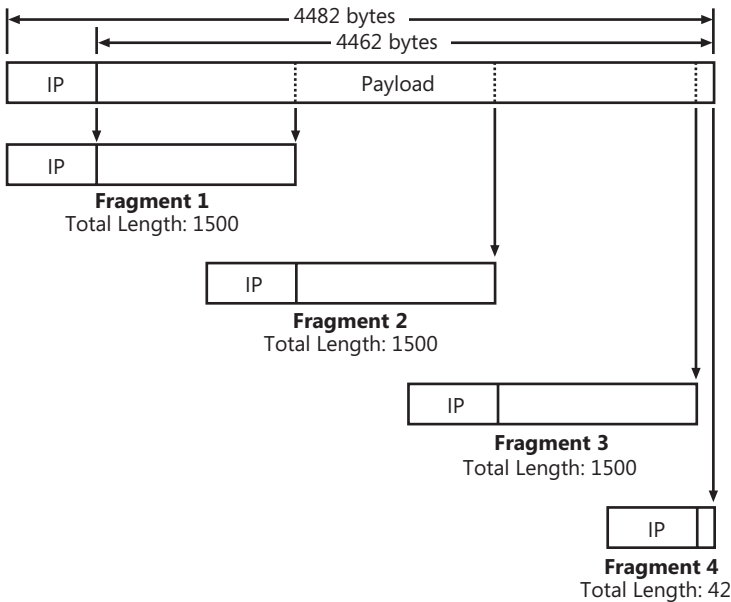 4482 bytes
4462 bytes
IP Payload
IP
Fragment 1
Total Length: 1500
IP
Fragment 2
Total Length: 1500
IP
Fragment 3
Total Length: 1500
IP
Fragment 4
Total Length: 42